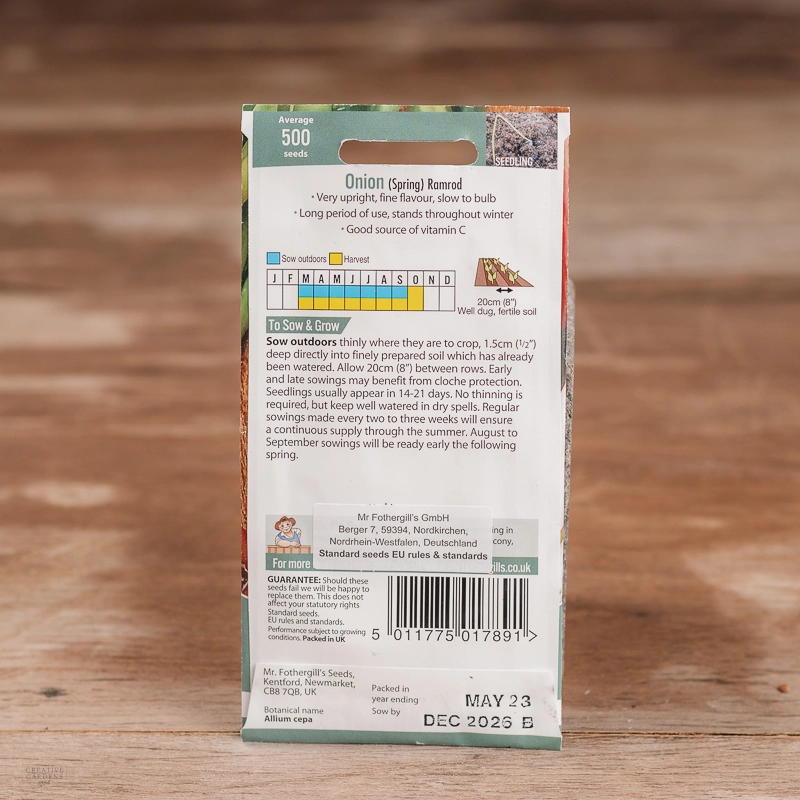 Average
500
seeds
SEEDLING
Onion (Spring) Ramrod
• Very upright, fine flavour, slow to bulb
• Long period of use, stands throughout winter
• Good source of vitamin C
Sow outdoors Harvest
J F M A M J J A S O N D
20cm (8")
Well dug, fertile soil
To Sow & Grow
Sow outdoors thinly where they are to crop, 1.5cm (1/2")
deep directly into finely prepared soil which has already
been watered. Allow 20cm (8") between rows. Early
and late sowings may benefit from cloche protection.
Seedlings usually appear in 14-21 days. No thinning is
required, but keep well watered in dry spells. Regular
sowings made every two to three weeks will ensure
a continuous supply through the summer. August to
September sowings will be ready early the following
spring.
Mr Fothergill's GmbH
Berger 7, 59394, Nordkirchen,
Nordrhein-Westfalen, Deutschland
Standard seeds EU rules & standards
ing in
cony,
For more
gills.co.uk
GUARANTEE: Should these
seeds fail we will be happy to
replace them. This does not
affect your statutory rights
Standard seeds.
EU rules and standards.
Performance subject to growing
conditions. Packed in UK
5 011775 017891 >
Mr. Fothergill's Seeds,
Kentford, Newmarket,
CB8 7QB, UK
Botanical name
Allium cepa
Packed in
year ending
MAY 23
Sow by
DEC 2026 B
CREATIVE
GARDENS